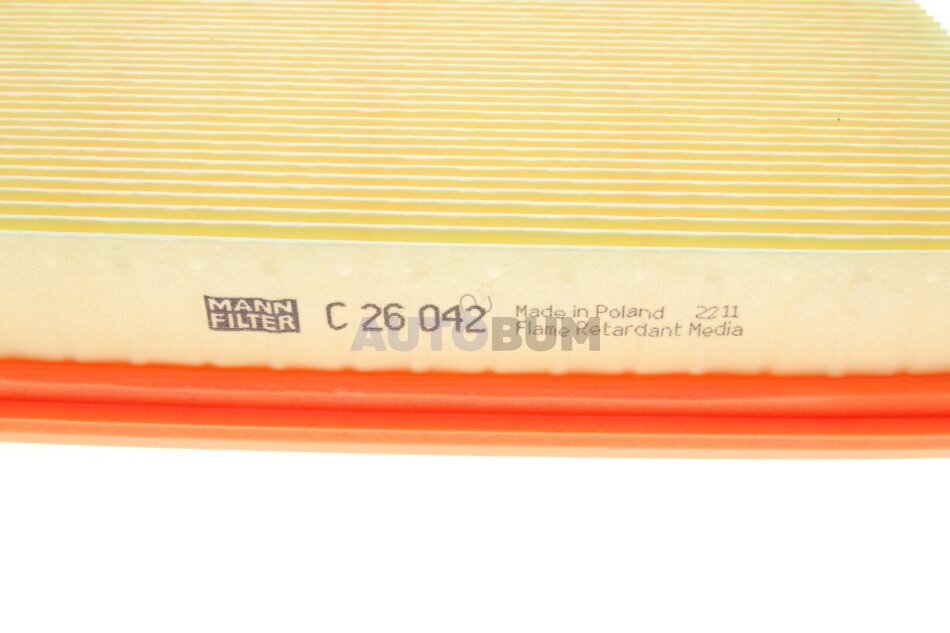 MANN
FILTER
C 26 042
Made in Poland 2211
Flame Retardant Media
AUTOBUM